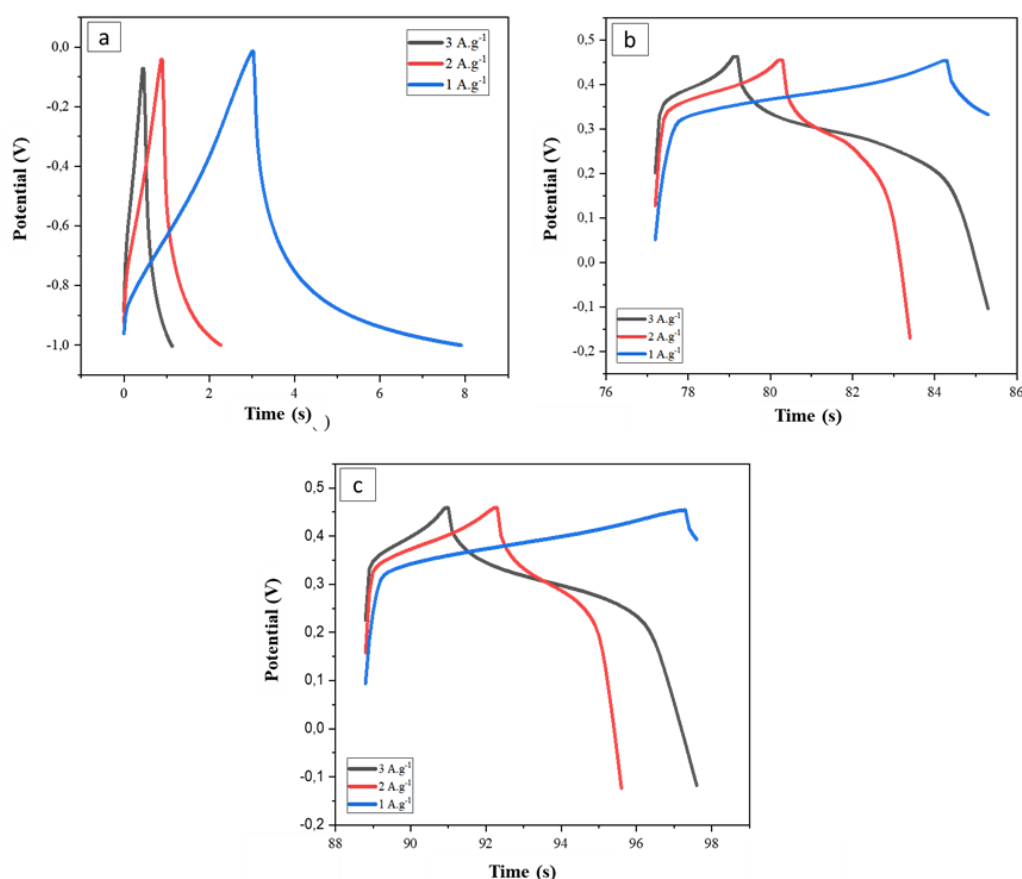 a
3 A.g⁻¹
2 A.g⁻¹
1 A.g⁻¹
0,0
-0,2
-0,4
-0,6
-0,8
-1,0
Potential (V)
0 2 4 6 8
Time (s)
、)
b
0,5
0,4
0,3
0,2
0,1
0,0
-0,1
-0,2
Potential (V)
3 A.g⁻¹
2 A.g⁻¹
1 A.g⁻¹
76 78 80 82 84 86
Time (s)
c
0,5
0,4
0,3
0,2
0,1
0,0
-0,1
-0,2
Potential (V)
3 A.g⁻¹
2 A.g⁻¹
1 A.g⁻¹
88 90 92 94 96 98
Time (s)